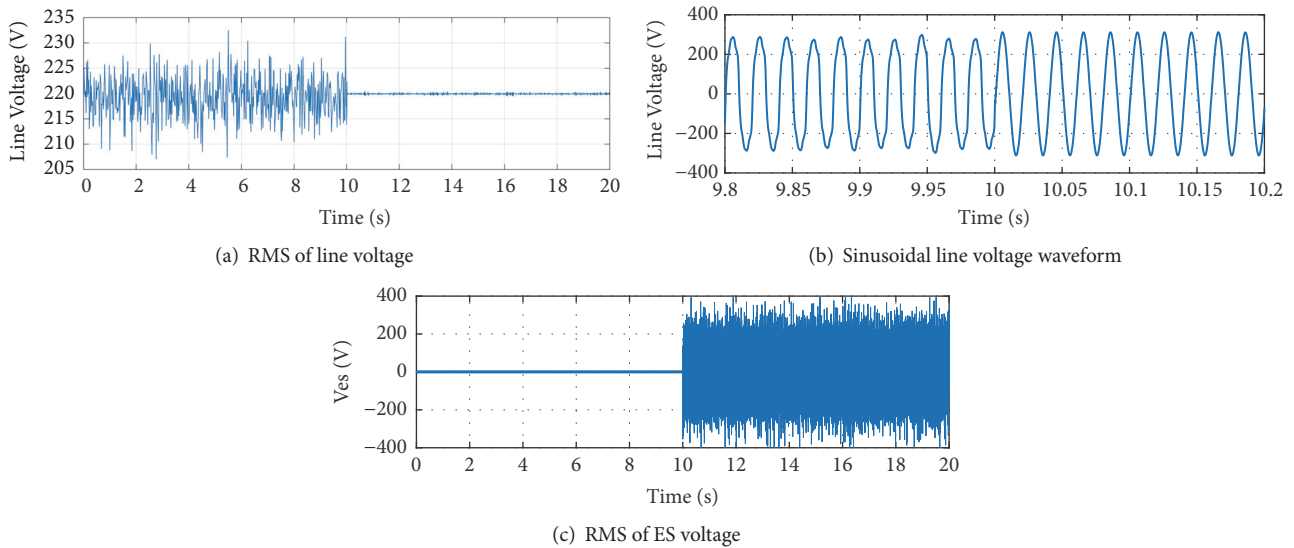 235
230
225
220
215
210
205
Line Voltage (V)
0 2 4 6 8 10 12 14 16 18 20
Time (s)
(a) RMS of line voltage
400
200
0
−200
−400
Line Voltage (V)
9.8 9.85 9.9 9.95 10 10.05 10.1 10.15 10.2
Time (s)
(b) Sinusoidal line voltage waveform
400
200
0
−200
−400
Ves (V)
0 2 4 6 8 10 12 14 16 18 20
Time (s)
(c) RMS of ES voltage